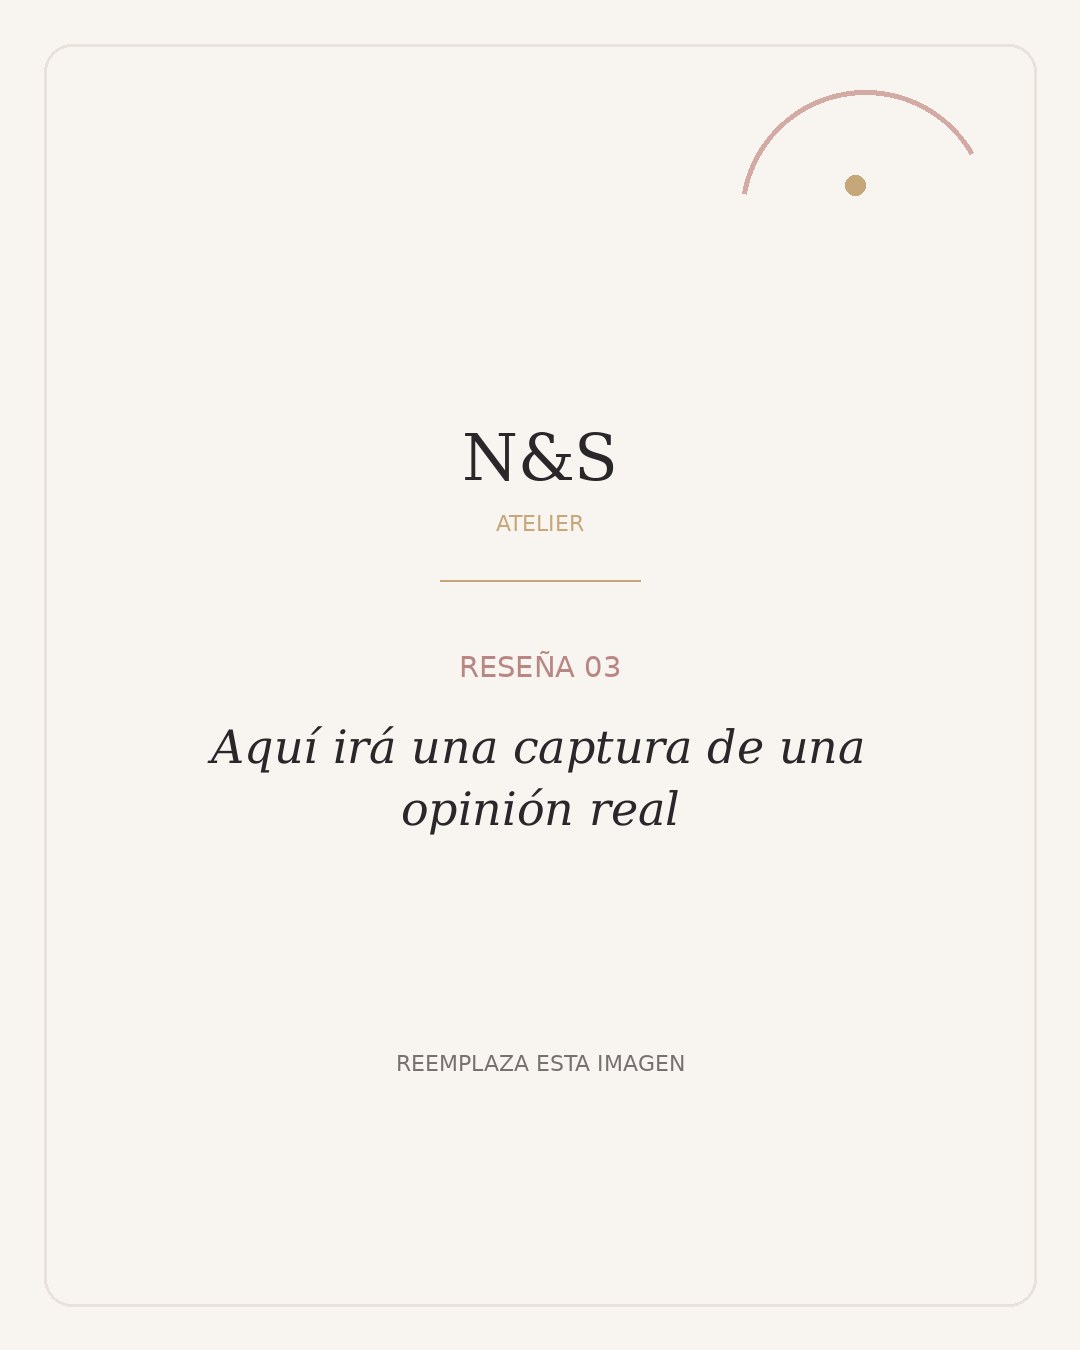 N&S
ATELIER
RESEÑA 03
Aquí irá una captura de una
opinión real
REEMPLAZA ESTA IMAGEN